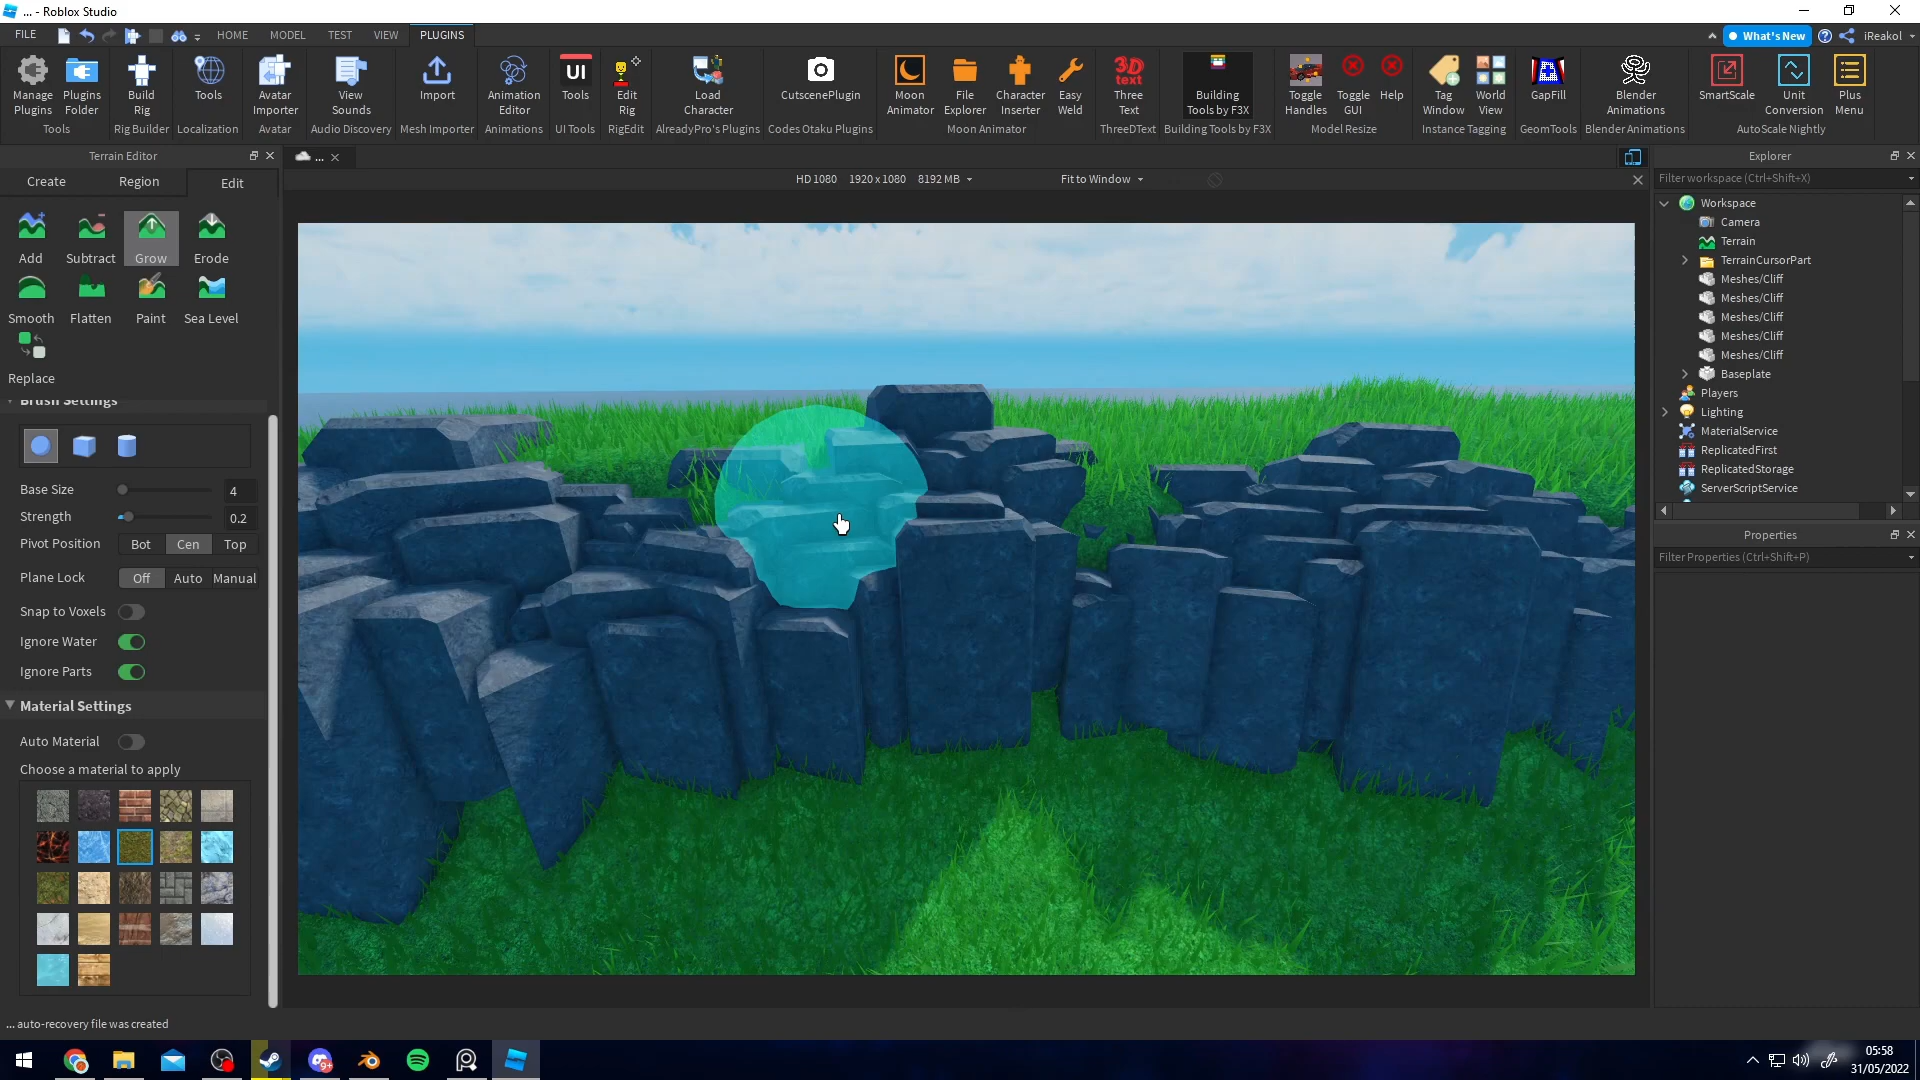 ... - Roblox Studio
FILE
HOME
MODEL
TEST
VIEW
PLUGINS
What's New
iReakol
Manage Plugins
Plugins Folder
Build Rig
Tools
Avatar Importer
View Sounds
Import
Animation Editor
UI
Tools
Edit Rig
Load Character
CutscenePlugin
Moon Animator
File Explorer
Character Inserter
Easy Weld
3D text
Three Text
Building Tools by F3X
Toggle Handles
Toggle GUI
Help
Tag Window
World View
GapFill
Blender Animations
SmartScale
Unit Conversion
Plus Menu
Tools
Rig Builder
Localization
Avatar
Audio Discovery
Mesh Importer
Animations
UI Tools
RigEdit
AlreadyPro's Plugins
Codes Otaku Plugins
Moon Animator
ThreeDText
Building Tools by F3X
Model Resize
Instance Tagging
GeomTools
Blender Animations
AutoScale Nightly
Terrain Editor
...
Create
Region
Edit
Add
Subtract
Grow
Erode
Smooth
Flatten
Paint
Sea Level
Replace
Brush Settings
Base Size
4
Strength
0.2
Pivot Position
Bot
Cen
Top
Plane Lock
Off
Auto
Manual
Snap to Voxels
Ignore Water
Ignore Parts
Material Settings
Auto Material
Choose a material to apply
HD 1080 1920 x 1080 8192 MB
Fit to Window
Explorer
Filter workspace (Ctrl+Shift+X)
Workspace
Camera
Terrain
TerrainCursorPart
Meshes/Cliff
Meshes/Cliff
Meshes/Cliff
Meshes/Cliff
Meshes/Cliff
Baseplate
Players
Lighting
MaterialService
ReplicatedFirst
ReplicatedStorage
ServerScriptService
Properties
Filter Properties (Ctrl+Shift+P)
... auto-recovery file was created
9+
05:58
31/05/2022